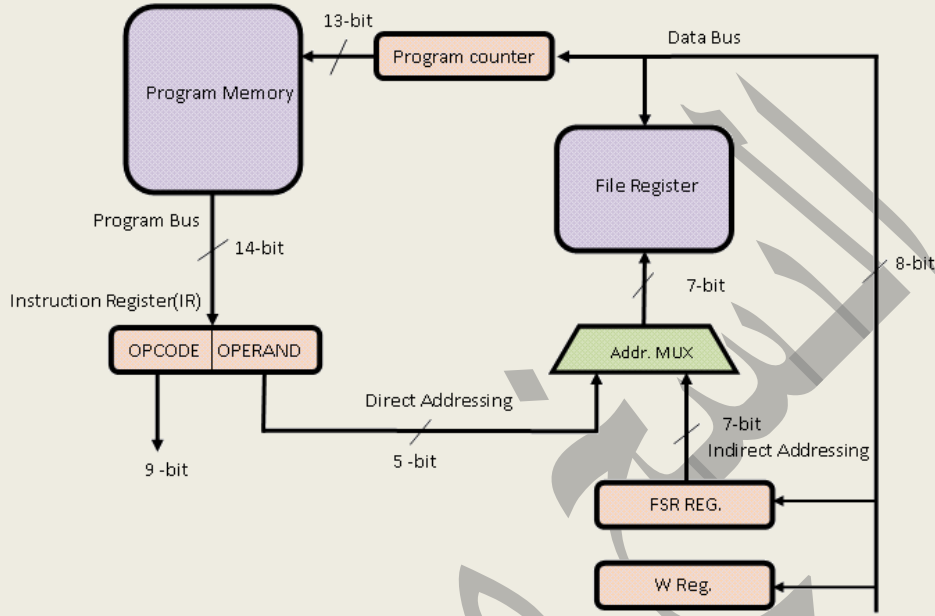 13-bit
Data Bus
Program counter
Program Memory
File Register
Program Bus
14-bit
8-bit
7-bit
Instruction Register(IR)
OPCODE OPERAND
Addr. MUX
Direct Addressing
7-bit
Indirect Addressing
5 -bit
9 -bit
FSR REG.
W Reg.